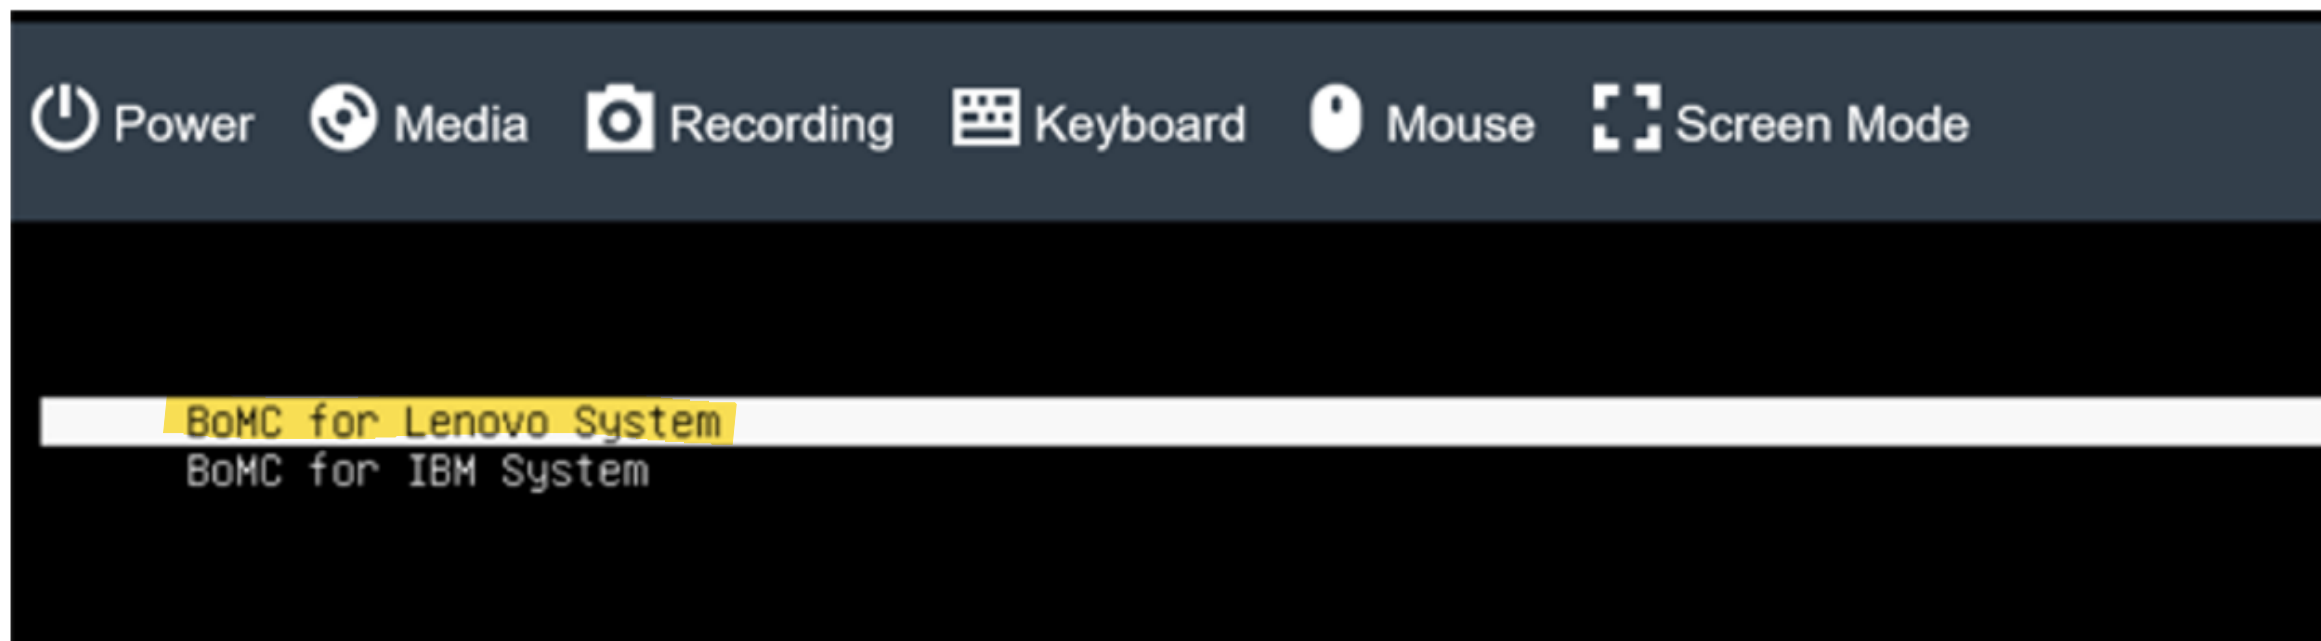 Power Media Recording Keyboard Mouse Screen Mode
BoMC for Lenovo System
BoMC for IBM System